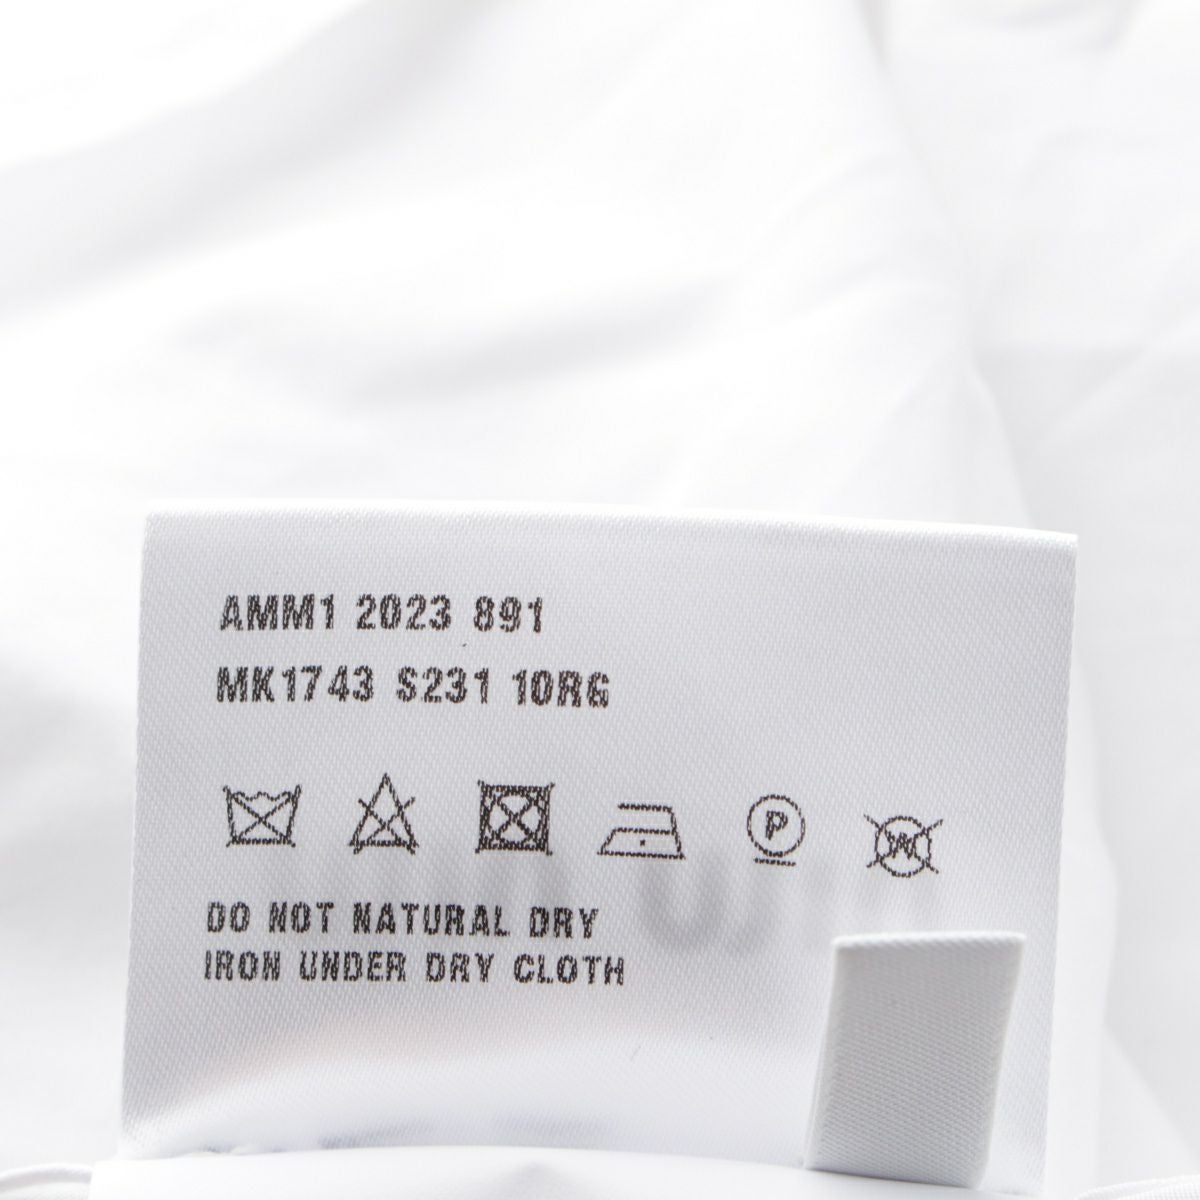 AMM1 2023 891
MK1743 S231 10RG
P W
DO NOT NATURAL DRY
IRON UNDER DRY CLOTH